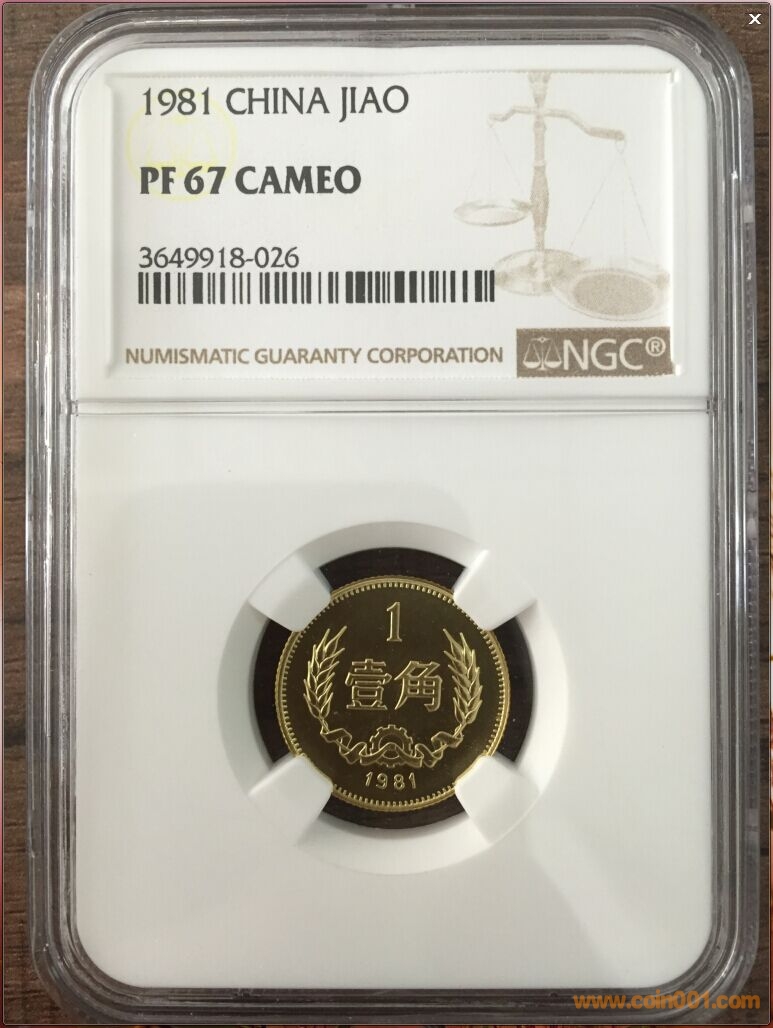 1981 CHINA JIAO
PF 67 CAMEO
3649918-026
NUMISMATIC GUARANTY CORPORATION
NGC®
1
壹角
1981
www.coin001.com